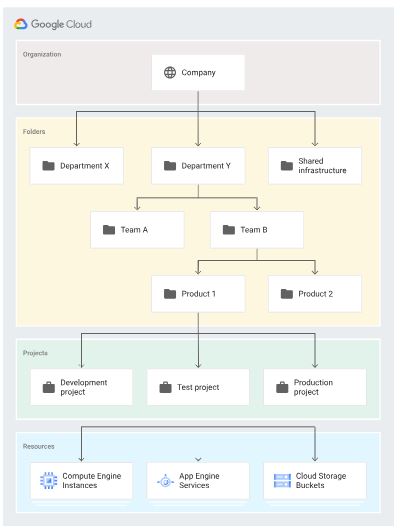 Google Cloud
Organization
Company
Folders
Department X
Department Y
Shared
infrastructure
Team A
Team B
Product 1
Product 2
Projects
Development
project
Test project
Production
project
Resources
Compute Engine
Instances
App Engine
Services
Cloud Storage
Buckets